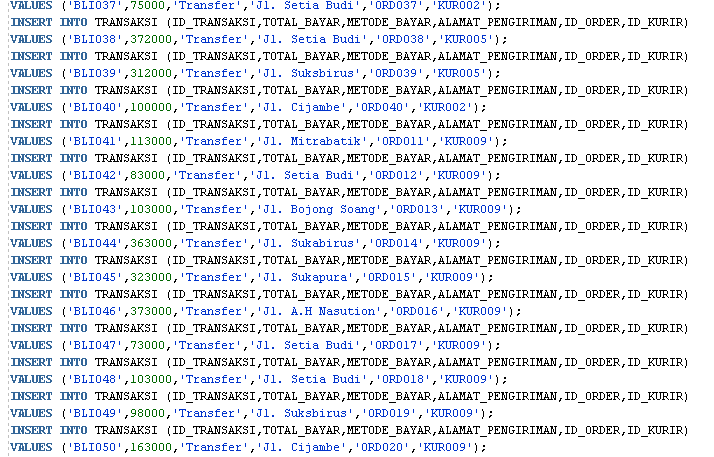 VALUES ('BLI037',75000,'Transfer','Jl. Setia Budi','ORD037','KUR002');
INSERT INTO TRANSAKSI (ID_TRANSAKSI,TOTAL_BAYAR,METODE_BAYAR,ALAMAT_PENGIRIMAN,ID_ORDER,ID_KURIR)
VALUES ('BLI038',372000,'Transfer','Jl. Setia Budi','ORD038','KUR005');
INSERT INTO TRANSAKSI (ID_TRANSAKSI,TOTAL_BAYAR,METODE_BAYAR,ALAMAT_PENGIRIMAN,ID_ORDER,ID_KURIR)
VALUES ('BLI039',312000,'Transfer','Jl. Suksbirus','ORD039','KUR005');
INSERT INTO TRANSAKSI (ID_TRANSAKSI,TOTAL_BAYAR,METODE_BAYAR,ALAMAT_PENGIRIMAN,ID_ORDER,ID_KURIR)
VALUES ('BLI040',100000,'Transfer','Jl. Cijambe','ORD040','KUR002');
INSERT INTO TRANSAKSI (ID_TRANSAKSI,TOTAL_BAYAR,METODE_BAYAR,ALAMAT_PENGIRIMAN,ID_ORDER,ID_KURIR)
VALUES ('BLI041',113000,'Transfer','Jl. Mitrabatik','ORD011','KUR009');
INSERT INTO TRANSAKSI (ID_TRANSAKSI,TOTAL_BAYAR,METODE_BAYAR,ALAMAT_PENGIRIMAN,ID_ORDER,ID_KURIR)
VALUES ('BLI042',83000,'Transfer','Jl. Setia Budi','ORD012','KUR009');
INSERT INTO TRANSAKSI (ID_TRANSAKSI,TOTAL_BAYAR,METODE_BAYAR,ALAMAT_PENGIRIMAN,ID_ORDER,ID_KURIR)
VALUES ('BLI043',103000,'Transfer','Jl. Bojong Soang','ORD013','KUR009');
INSERT INTO TRANSAKSI (ID_TRANSAKSI,TOTAL_BAYAR,METODE_BAYAR,ALAMAT_PENGIRIMAN,ID_ORDER,ID_KURIR)
VALUES ('BLI044',363000,'Transfer','Jl. Sukabirus','ORD014','KUR009');
INSERT INTO TRANSAKSI (ID_TRANSAKSI,TOTAL_BAYAR,METODE_BAYAR,ALAMAT_PENGIRIMAN,ID_ORDER,ID_KURIR)
VALUES ('BLI045',323000,'Transfer','Jl. Sukapura','ORD015','KUR009');
INSERT INTO TRANSAKSI (ID_TRANSAKSI,TOTAL_BAYAR,METODE_BAYAR,ALAMAT_PENGIRIMAN,ID_ORDER,ID_KURIR)
VALUES ('BLI046',373000,'Transfer','Jl. A.H Nasution','ORD016','KUR009');
INSERT INTO TRANSAKSI (ID_TRANSAKSI,TOTAL_BAYAR,METODE_BAYAR,ALAMAT_PENGIRIMAN,ID_ORDER,ID_KURIR)
VALUES ('BLI047',73000,'Transfer','Jl. Setia Budi','ORD017','KUR009');
INSERT INTO TRANSAKSI (ID_TRANSAKSI,TOTAL_BAYAR,METODE_BAYAR,ALAMAT_PENGIRIMAN,ID_ORDER,ID_KURIR)
VALUES ('BLI048',103000,'Transfer','Jl. Setia Budi','ORD018','KUR009');
INSERT INTO TRANSAKSI (ID_TRANSAKSI,TOTAL_BAYAR,METODE_BAYAR,ALAMAT_PENGIRIMAN,ID_ORDER,ID_KURIR)
VALUES ('BLI049',98000,'Transfer','Jl. Suksbirus','ORD019','KUR009');
INSERT INTO TRANSAKSI (ID_TRANSAKSI,TOTAL_BAYAR,METODE_BAYAR,ALAMAT_PENGIRIMAN,ID_ORDER,ID_KURIR)
VALUES ('BLI050',163000,'Transfer','Jl. Cijambe','ORD020','KUR009');